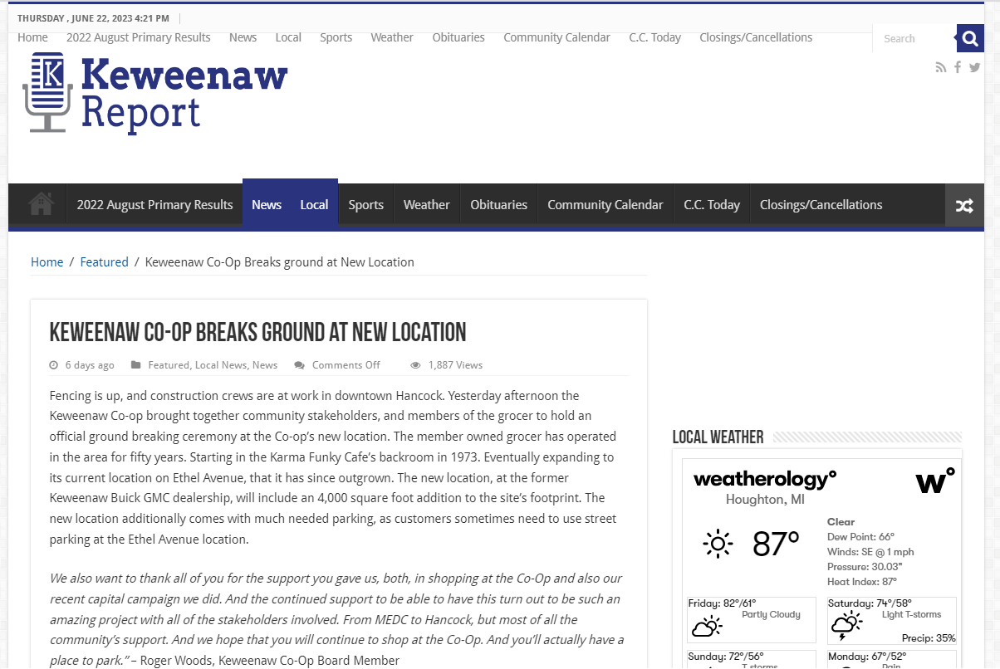 THURSDAY , JUNE 22, 2023 4:21 PM
Home 2022 August Primary Results News Local Sports Weather Obituaries Community Calendar C.C. Today Closings/Cancellations Search
K Keweenaw
Report
2022 August Primary Results News Local Sports Weather Obituaries Community Calendar C.C. Today Closings/Cancellations
Home / Featured / Keweenaw Co-Op Breaks ground at New Location
KEWEENAW CO-OP BREAKS GROUND AT NEW LOCATION
6 days ago Featured, Local News, News Comments Off 1,887 Views
Fencing is up, and construction crews are at work in downtown Hancock. Yesterday afternoon the
Keweenaw Co-op brought together community stakeholders, and members of the grocer to hold an
official ground breaking ceremony at the Co-op's new location. The member owned grocer has operated
in the area for fifty years. Starting in the Karma Funky Cafe's backroom in 1973. Eventually expanding to
its current location on Ethel Avenue, that it has since outgrown. The new location, at the former
Keweenaw Buick GMC dealership, will include an 4,000 square foot addition to the site's footprint. The
new location additionally comes with much needed parking, as customers sometimes need to use street
parking at the Ethel Avenue location.
We also want to thank all of you for the support you gave us, both, in shopping at the Co-Op and also our
recent capital campaign we did. And the continued support to be able to have this turn out to be such an
amazing project with all of the stakeholders involved. From MEDC to Hancock, but most of all the
community's support. And we hope that you will continue to shop at the Co-Op. And you'll actually have a
place to park.” – Roger Woods, Keweenaw Co-Op Board Member
LOCAL WEATHER
weatherology° w°
Houghton, MI
87°
Clear
Dew Point: 66°
Winds: SE @ 1 mph
Pressure: 30.03"
Heat Index: 87°
Friday: 82°/61°
Partly Cloudy
Saturday: 74°/58°
Light T-storms
Precip: 35%
Sunday: 72°/56°
T-storms
Monday: 67°/52°
Rain